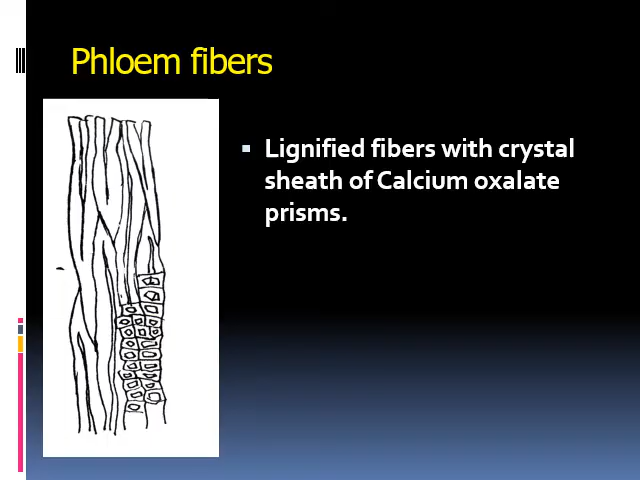 Phloem fibers
Lignified fibers with crystal
sheath of Calcium oxalate
prisms.